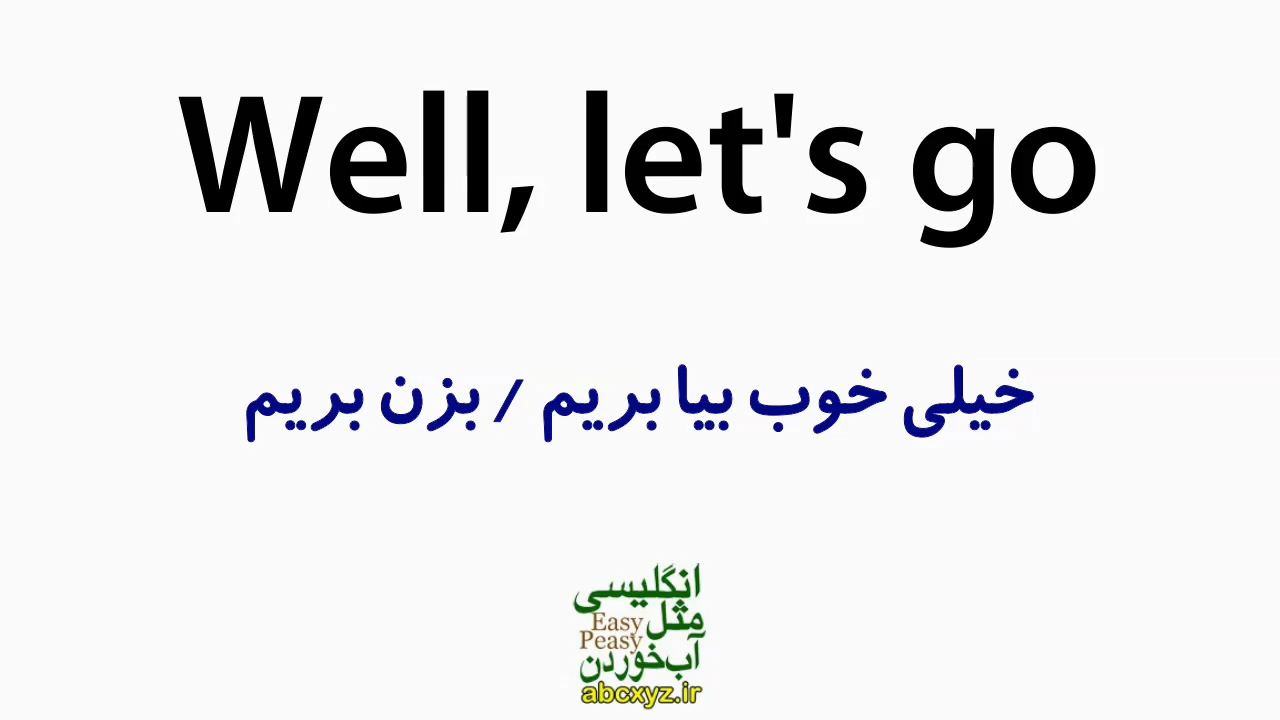 Well, let's go
خیلی خوب بیا بریم / بزن بریم
انگلیسی
مثل Easy
Peasy
آب‌خوردن
abcxyz.ir